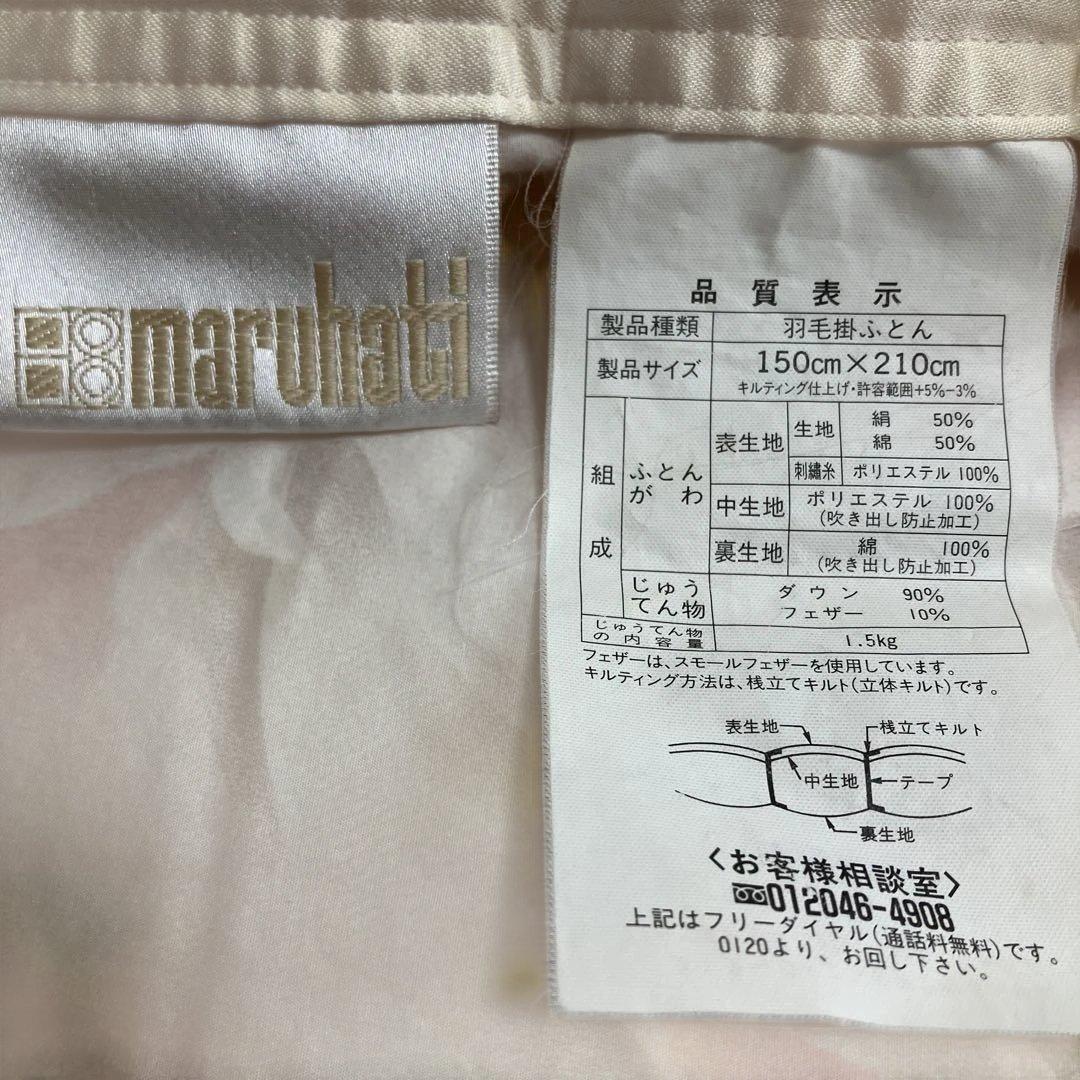 maruhati
品質表示
製品種類 羽毛掛ふとん
製品サイズ 150cm×210cm
キルティング仕上げ・許容範囲+5%−3%
組成 ふとんがわ 表生地 生地 絹 50%
綿 50%
刺繡糸 ポリエステル 100%
中生地 ポリエステル 100%
(吹き出し防止加工)
裏生地 綿 100%
(吹き出し防止加工)
じゅうてん物 ダウン 90%
フェザー 10%
じゅうてん物の内容量 1.5kg
フェザーは、スモールフェザーを使用しています。
キルティング方法は、桟立てキルト(立体キルト)です。
表生地 桟立てキルト
中生地 テープ
裏生地
〈お客様相談室〉
012046-4908
上記はフリーダイヤル(通話料無料)です。
0120より、お回し下さい。